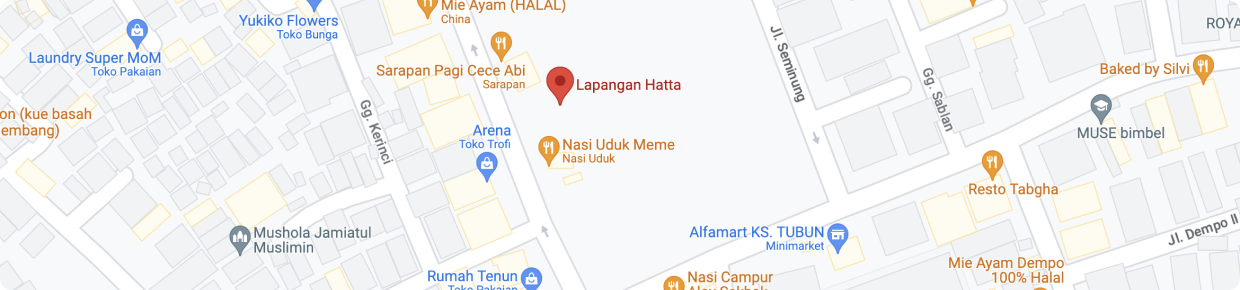 Mie Ayam (HALAL)
China
Yukiko Flowers
Toko Bunga
Laundry Super MoM
Toko Pakaian
Sarapan Pagi Cece Abi
Sarapan
Lapangan Hatta
Jl. Seminung
Gg. Sablan
ROYA
Baked by Silvi
MUSE bimbel
on (kue basah
embang)
Gg. Kerinci
Arena
Toko Trofi
Nasi Uduk Meme
Nasi Uduk
Resto Tabgha
Mushola Jamiatul
Muslimin
Alfamart KS. TUBUN
Minimarket
Jl. Dempo II
Mie Ayam Dempo
100% Halal
Rumah Tenun
Toko Pakaian
Nasi Campur